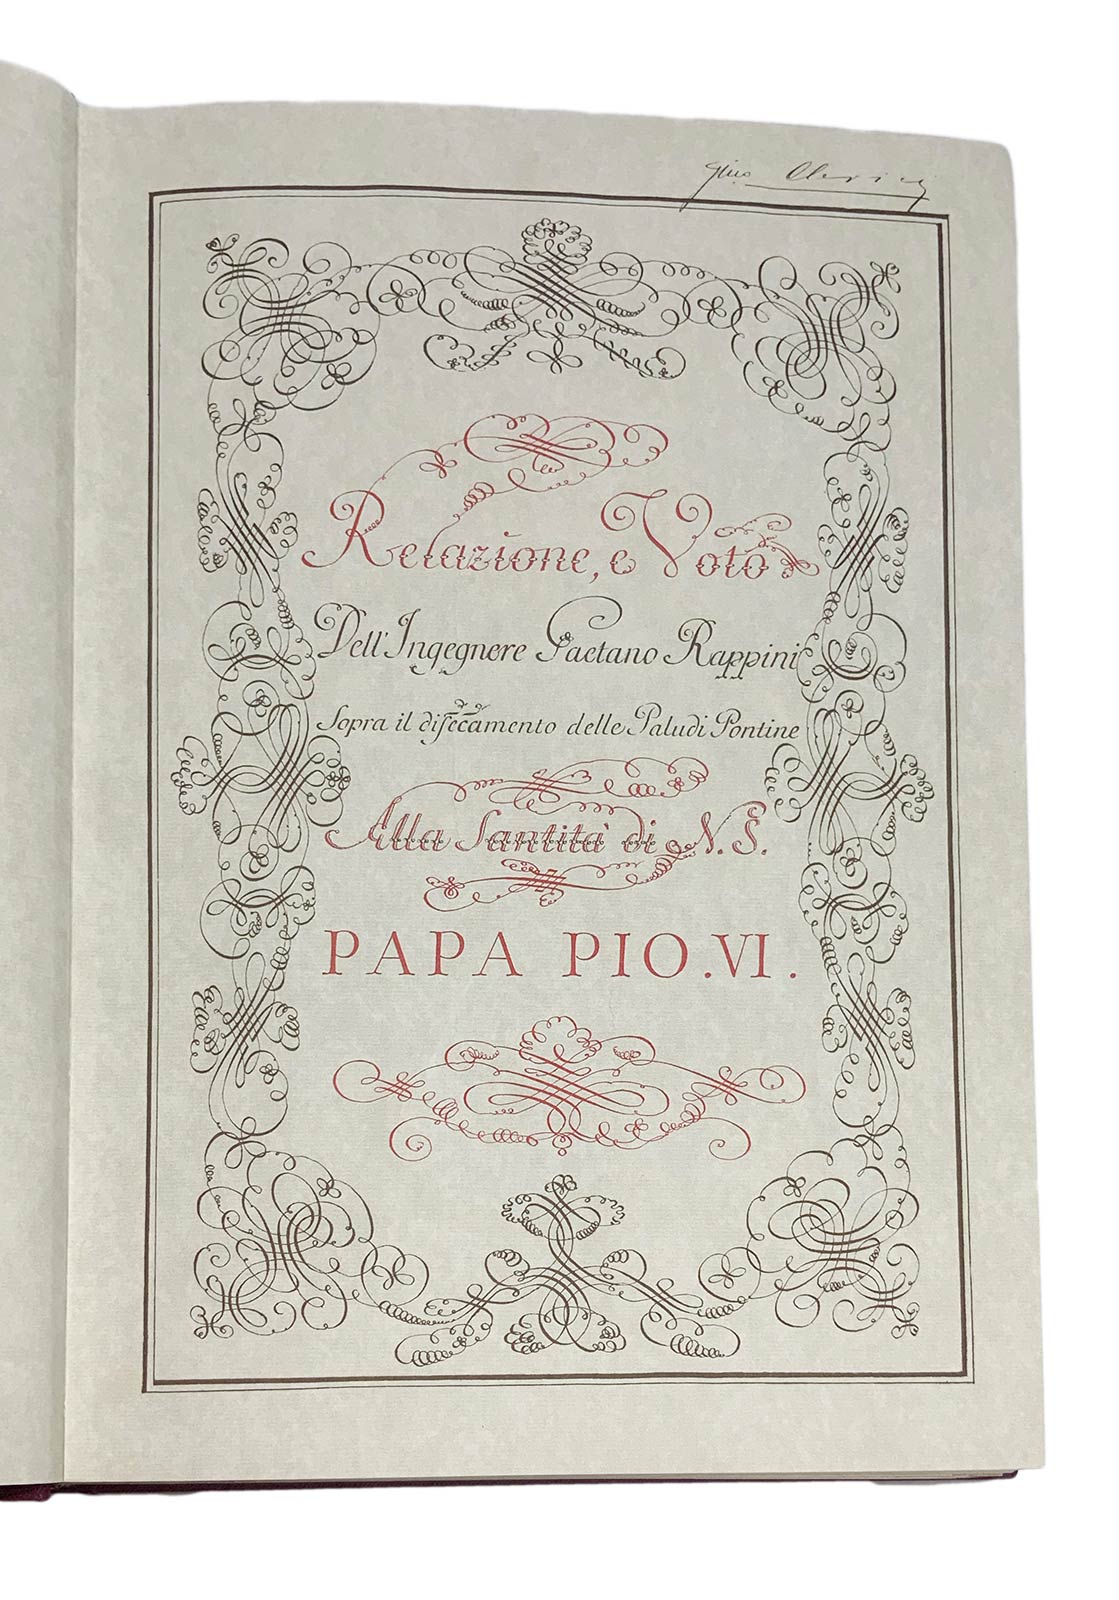 Relazione, e Voto
Dell'Ingegnere Gaetano Rappini
Sopra il diseccamento delle Paludi Pontine
Alla Santità di N. S.
PAPA PIO .VI .